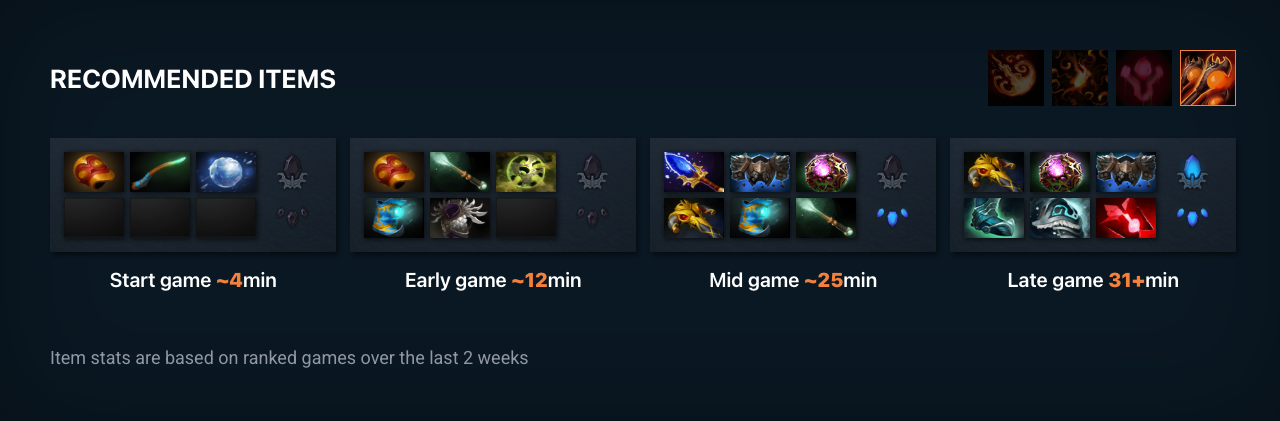 RECOMMENDED ITEMS
Start game ~4min
Early game ~12min
Mid game ~25min
Late game 31+min
Item stats are based on ranked games over the last 2 weeks